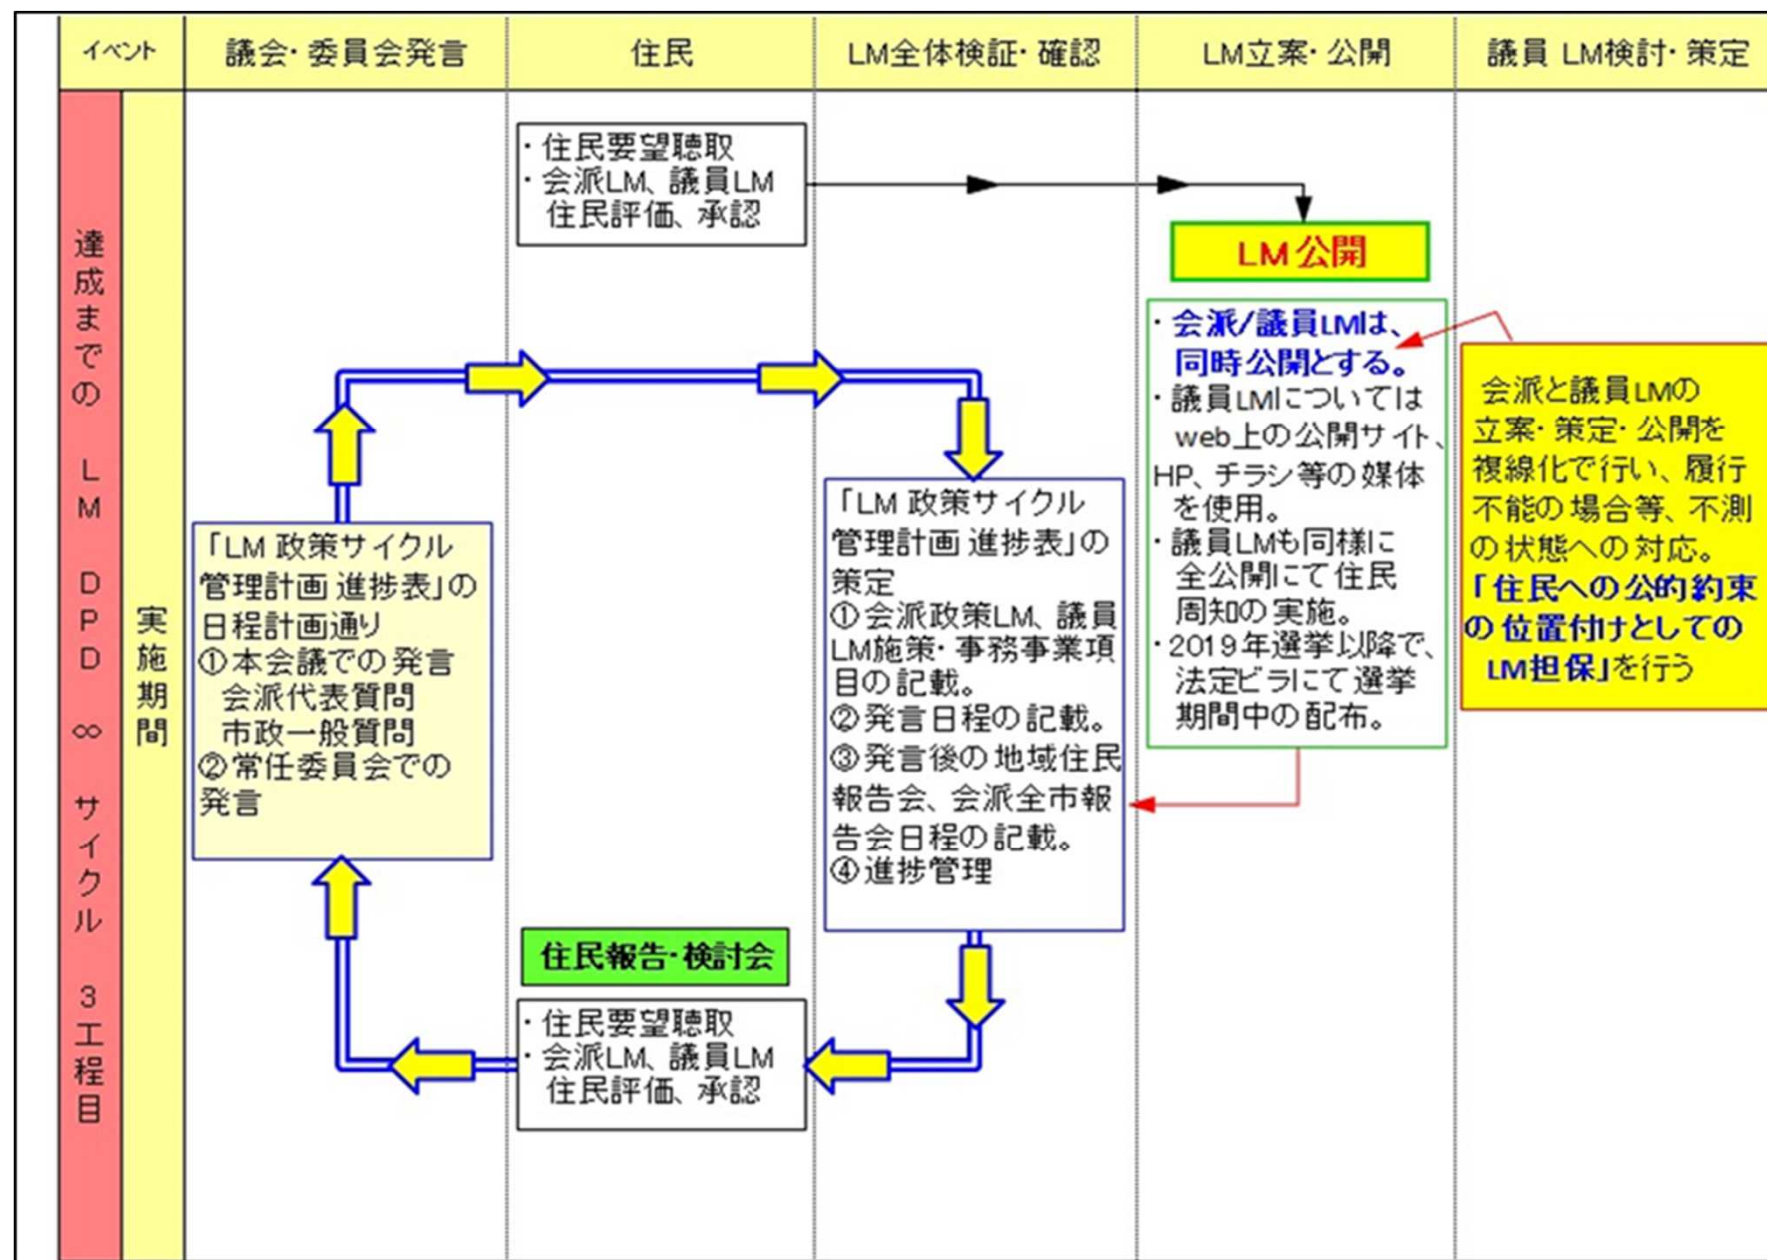 イベント
議会・委員会発言
住民
LM全体検証・確認
LM立案・公開
議員 LM検討・策定
達成までの LM DPD ∞ サイクル 3工程目
実施期間
・住民要望聴取
・会派LM、議員LM
住民評価、承認
LM 公開
・会派/議員LMは、
同時公開とする。
・議員LMについては
web上の公開サイト、
HP、チラシ等の媒体
を使用。
・議員LMも同様に
全公開にて住民
周知の実施。
・2019年選挙以降で、
法定ビラにて選挙
期間中の配布。
会派と議員LMの
立案・策定・公開を
複線化で行い、履行
不能の場合等、不測
の状態への対応。
「住民への公的約束
の位置付けとしての
LM担保」を行う
「LM 政策サイクル
管理計画 進捗表」の
日程計画通り
①本会議での発言
会派代表質問
市政一般質問
②常任委員会での
発言
「LM 政策サイクル
管理計画 進捗表」の
策定
①会派政策LM、議員
LM施策・事務事業項
目の記載。
②発言日程の記載。
③発言後の地域住民
報告会、会派全市報
告会日程の記載。
④進捗管理
住民報告・検討会
・住民要望聴取
・会派LM、議員LM
住民評価、承認